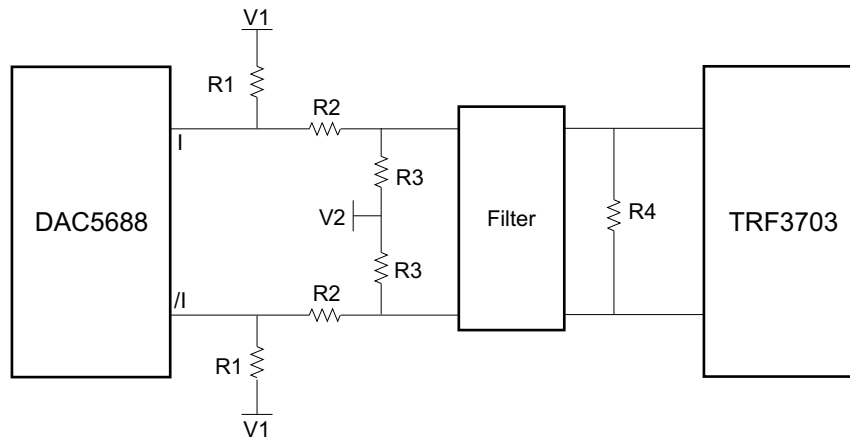 V1
R1
R2
I
R3
DAC5688
V2
Filter
R4
TRF3703
R3
R2
/I
R1
V1